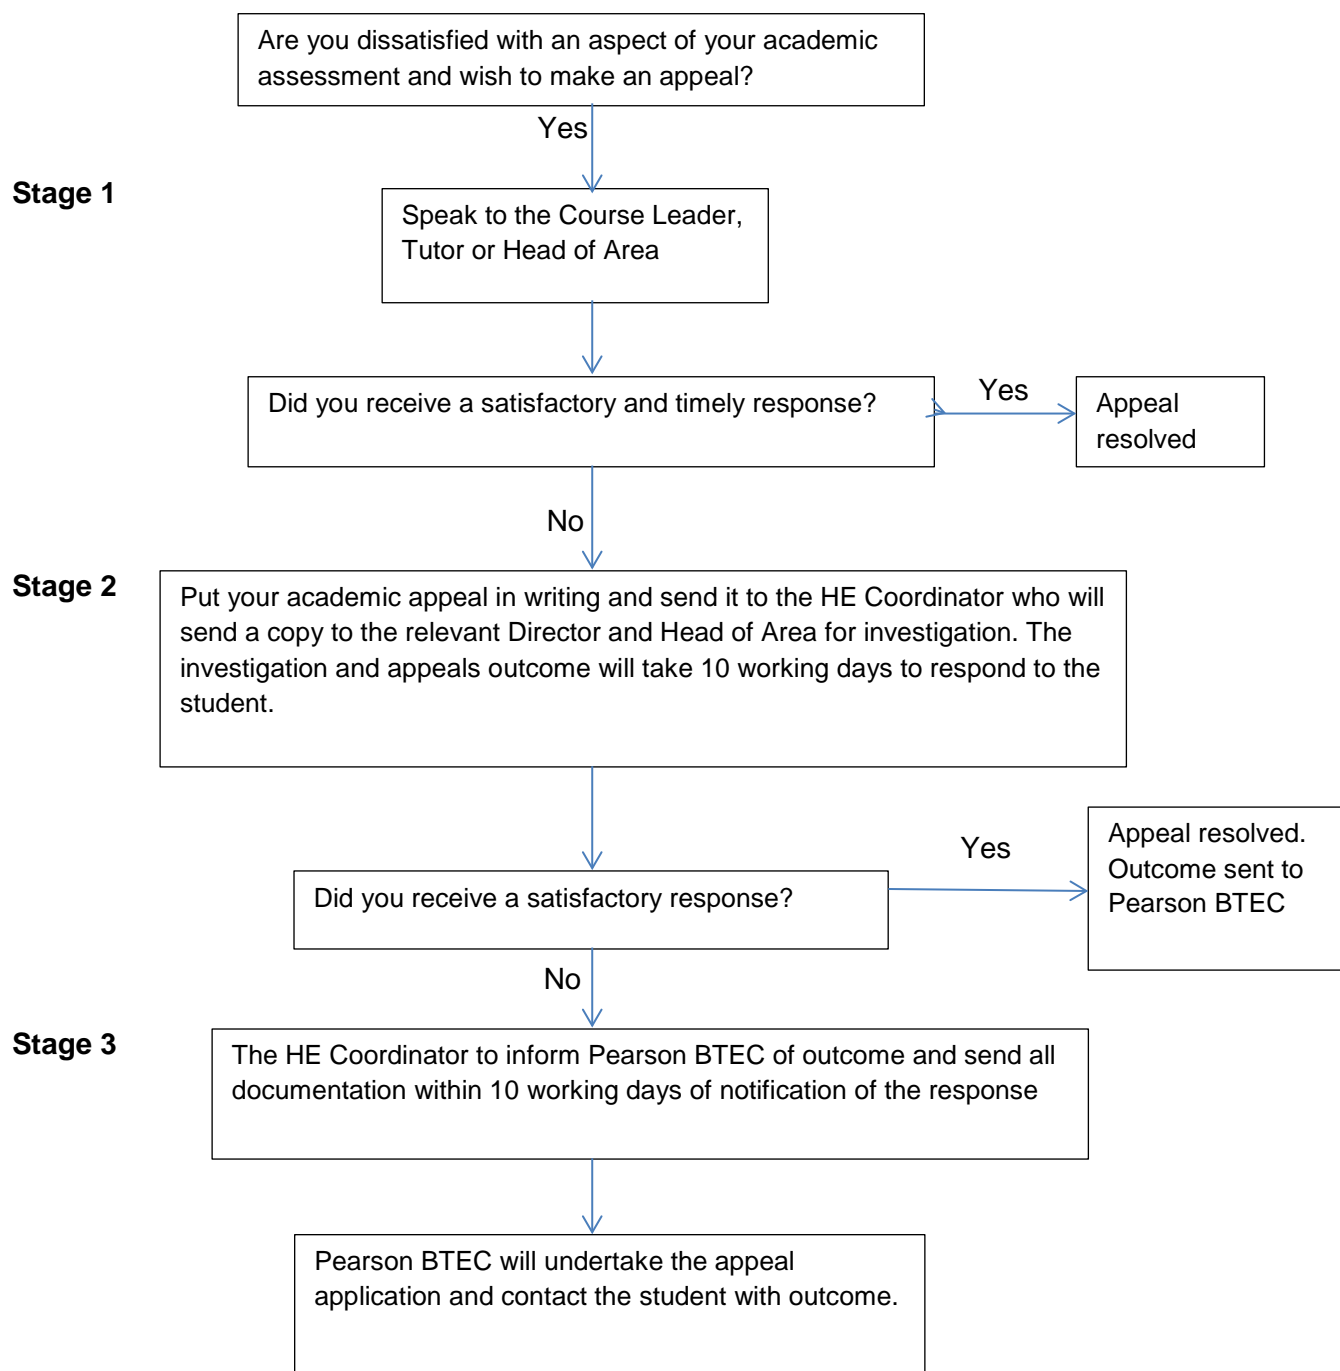 Are you dissatisfied with an aspect of your academic
assessment and wish to make an appeal?
Yes
Stage 1
Speak to the Course Leader,
Tutor or Head of Area
Did you receive a satisfactory and timely response?
Yes
Appeal
resolved
No
Stage 2
Put your academic appeal in writing and send it to the HE Coordinator who will
send a copy to the relevant Director and Head of Area for investigation. The
investigation and appeals outcome will take 10 working days to respond to the
student.
Did you receive a satisfactory response?
Yes
Appeal resolved.
Outcome sent to
Pearson BTEC
No
Stage 3
The HE Coordinator to inform Pearson BTEC of outcome and send all
documentation within 10 working days of notification of the response
Pearson BTEC will undertake the appeal
application and contact the student with outcome.